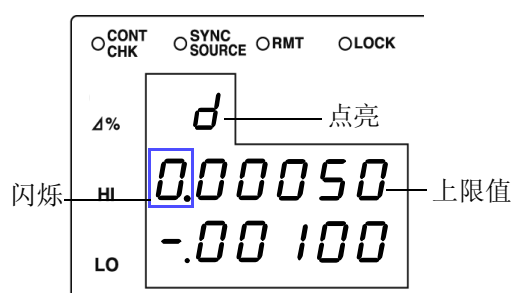 CONT CHK SYNC SOURCE RMT LOCK
⊿% d 点亮
闪烁 HI 0.00050 上限值
LO -.00100